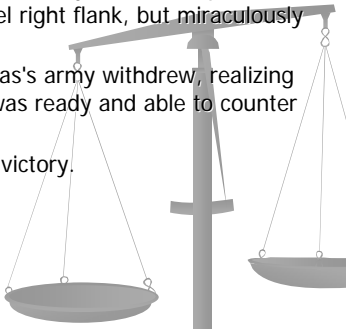 el right flank, but miraculously
as's army withdrew, realizing
was ready and able to counter
victory.